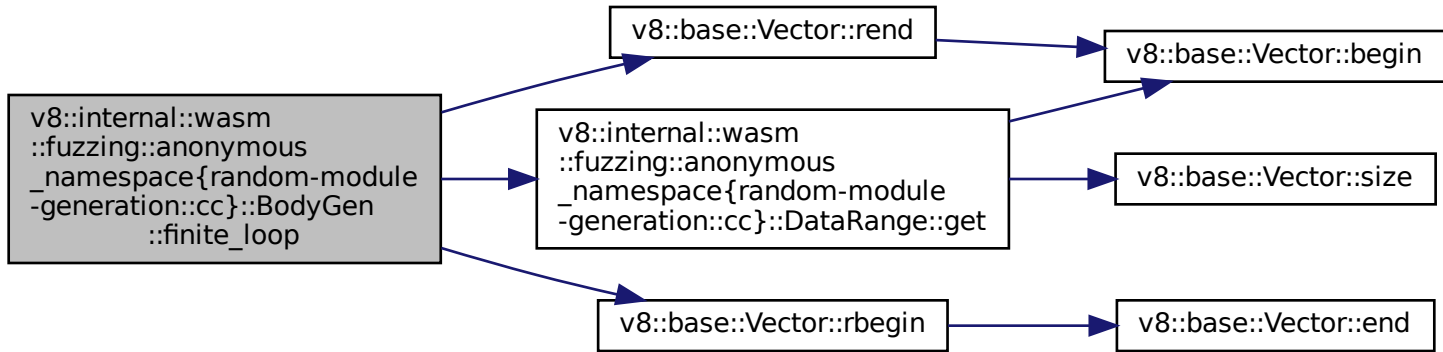 v8::internal::wasm
::fuzzing::anonymous
_namespace{random-module
-generation::cc}::BodyGen
::finite_loop
v8::base::Vector::rend
v8::internal::wasm
::fuzzing::anonymous
_namespace{random-module
-generation::cc}::DataRange::get
v8::base::Vector::rbegin
v8::base::Vector::begin
v8::base::Vector::size
v8::base::Vector::end